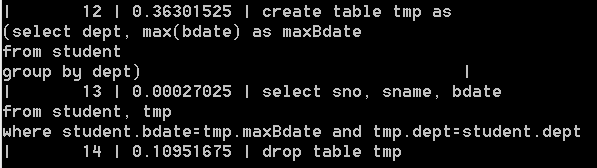 |       12 | 0.36301525 | create table tmp as
(select dept, max(bdate) as maxBdate
from student
group by dept)                                        |
|       13 | 0.00027025 | select sno, sname, bdate
from student, tmp
where student.bdate=tmp.maxBdate and tmp.dept=student.dept
|       14 | 0.10951675 | drop table tmp